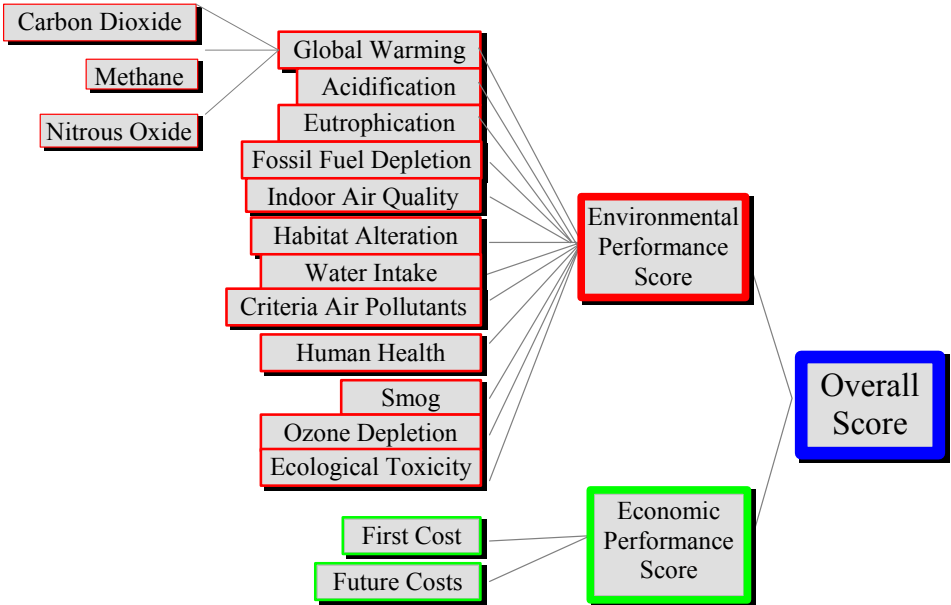 Carbon Dioxide
Methane
Nitrous Oxide
Global Warming
Acidification
Eutrophication
Fossil Fuel Depletion
Indoor Air Quality
Habitat Alteration
Water Intake
Criteria Air Pollutants
Human Health
Smog
Ozone Depletion
Ecological Toxicity
First Cost
Future Costs
Environmental
Performance
Score
Economic
Performance
Score
Overall
Score